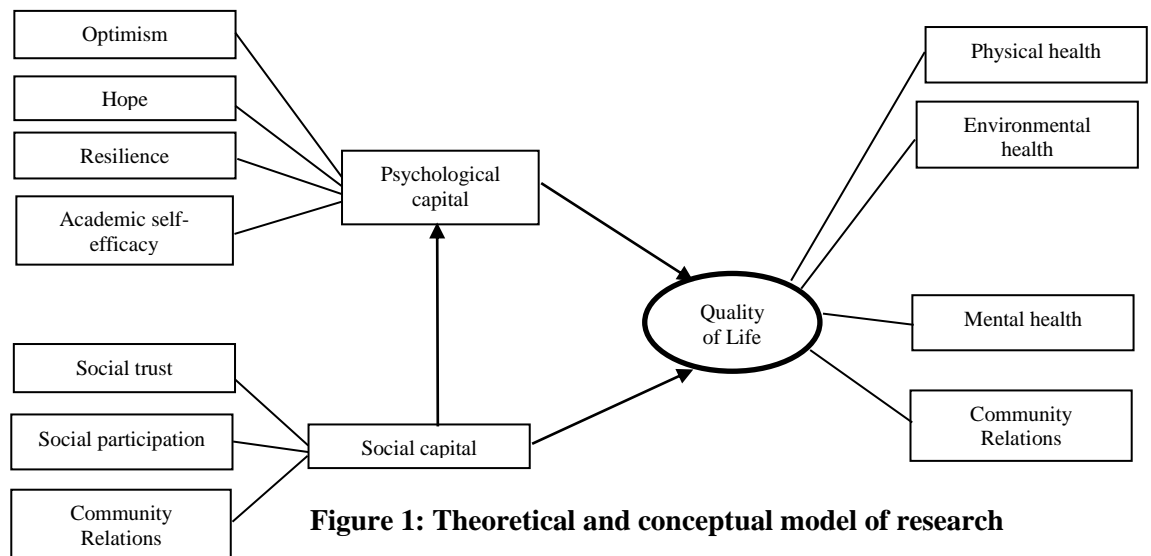 Optimism
Hope
Resilience
Academic self-
efficacy
Psychological
capital
Social trust
Social participation
Community
Relations
Social capital
Quality
of Life
Physical health
Environmental
health
Mental health
Community
Relations
Figure 1: Theoretical and conceptual model of research